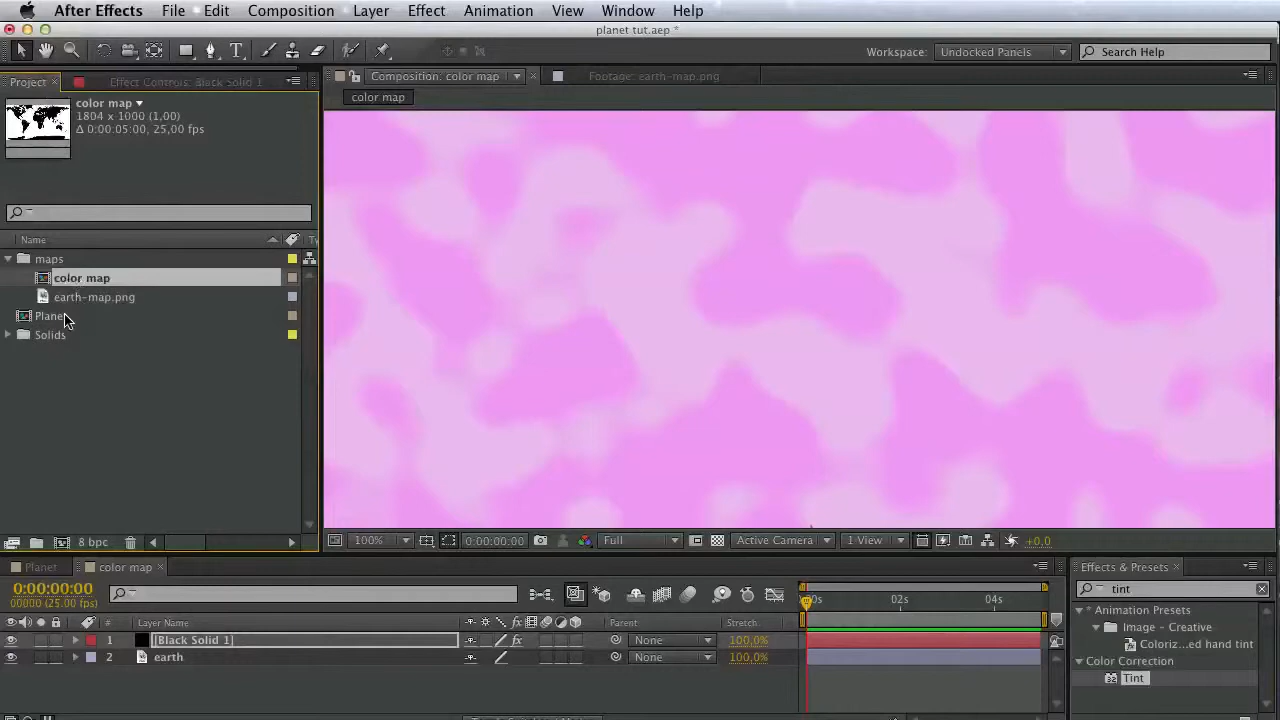 After Effects File Edit Composition Layer Effect Animation View Window Help
planet tut.aep *
Workspace: Undocked Panels Search Help
Project Effect Controls: Black Solid 1 Composition: color map Footage: earth-map.png
color map
color map
1804 x 1000 (1,00)
Δ 0:00:05:00, 25,00 fps
Name Ty
maps
color map
earth-map.png
Plane
Solids
8 bpc 100% 0:00:00:00 Full Active Camera 1 View +0,0
Planet color map Effects & Presets
0:00:00:00 tint
00000 (25.00 fps) 02s 04s
Animation Presets
# Layer Name Parent Stretch Image - Creative
1 [Black Solid 1] fx None 100,0% Coloriz...ed hand tint
2 earth None 100,0% Color Correction
Tint